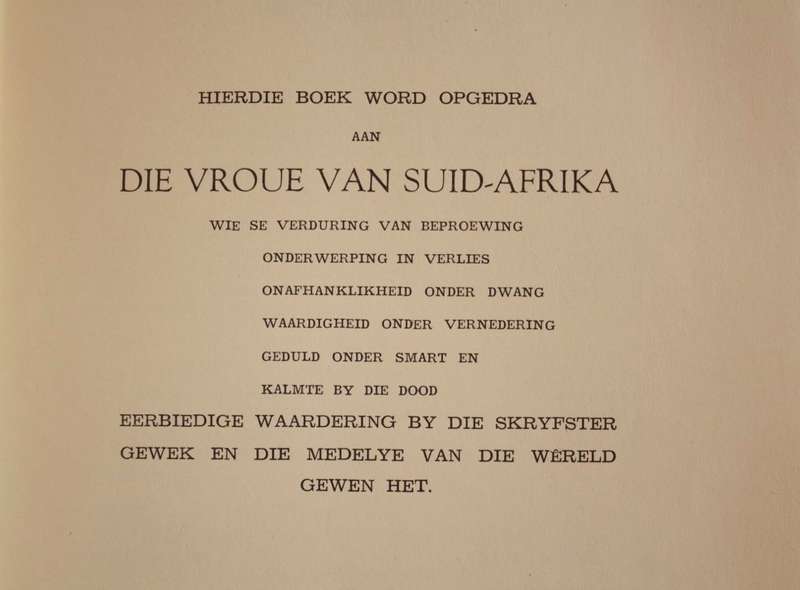 HIERDIE BOEK WORD OPGEDRA
AAN
DIE VROUE VAN SUID-AFRIKA
WIE SE VERDURING VAN BEPROEWING
ONDERWERPING IN VERLIES
ONAFHANKLIKHEID ONDER DWANG
WAARDIGHEID ONDER VERNEDERING
GEDULD ONDER SMART EN
KALMTE BY DIE DOOD
EERBIEDIGE WAARDERING BY DIE SKRYFSTER
GEWEK EN DIE MEDELYE VAN DIE WÊRELD
GEWEN HET.